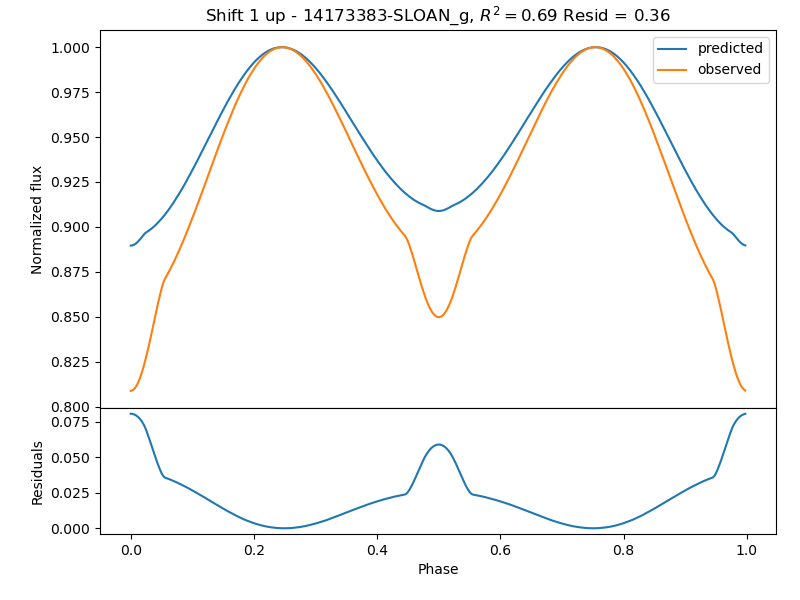 Shift 1 up - 14173383-SLOAN_g, $R^2 = 0.69$ Resid = 0.36
predicted
observed
Normalized flux
1.000
0.975
0.950
0.925
0.900
0.875
0.850
0.825
0.800
Residuals
0.075
0.050
0.025
0.000
0.0 0.2 0.4 0.6 0.8 1.0
Phase